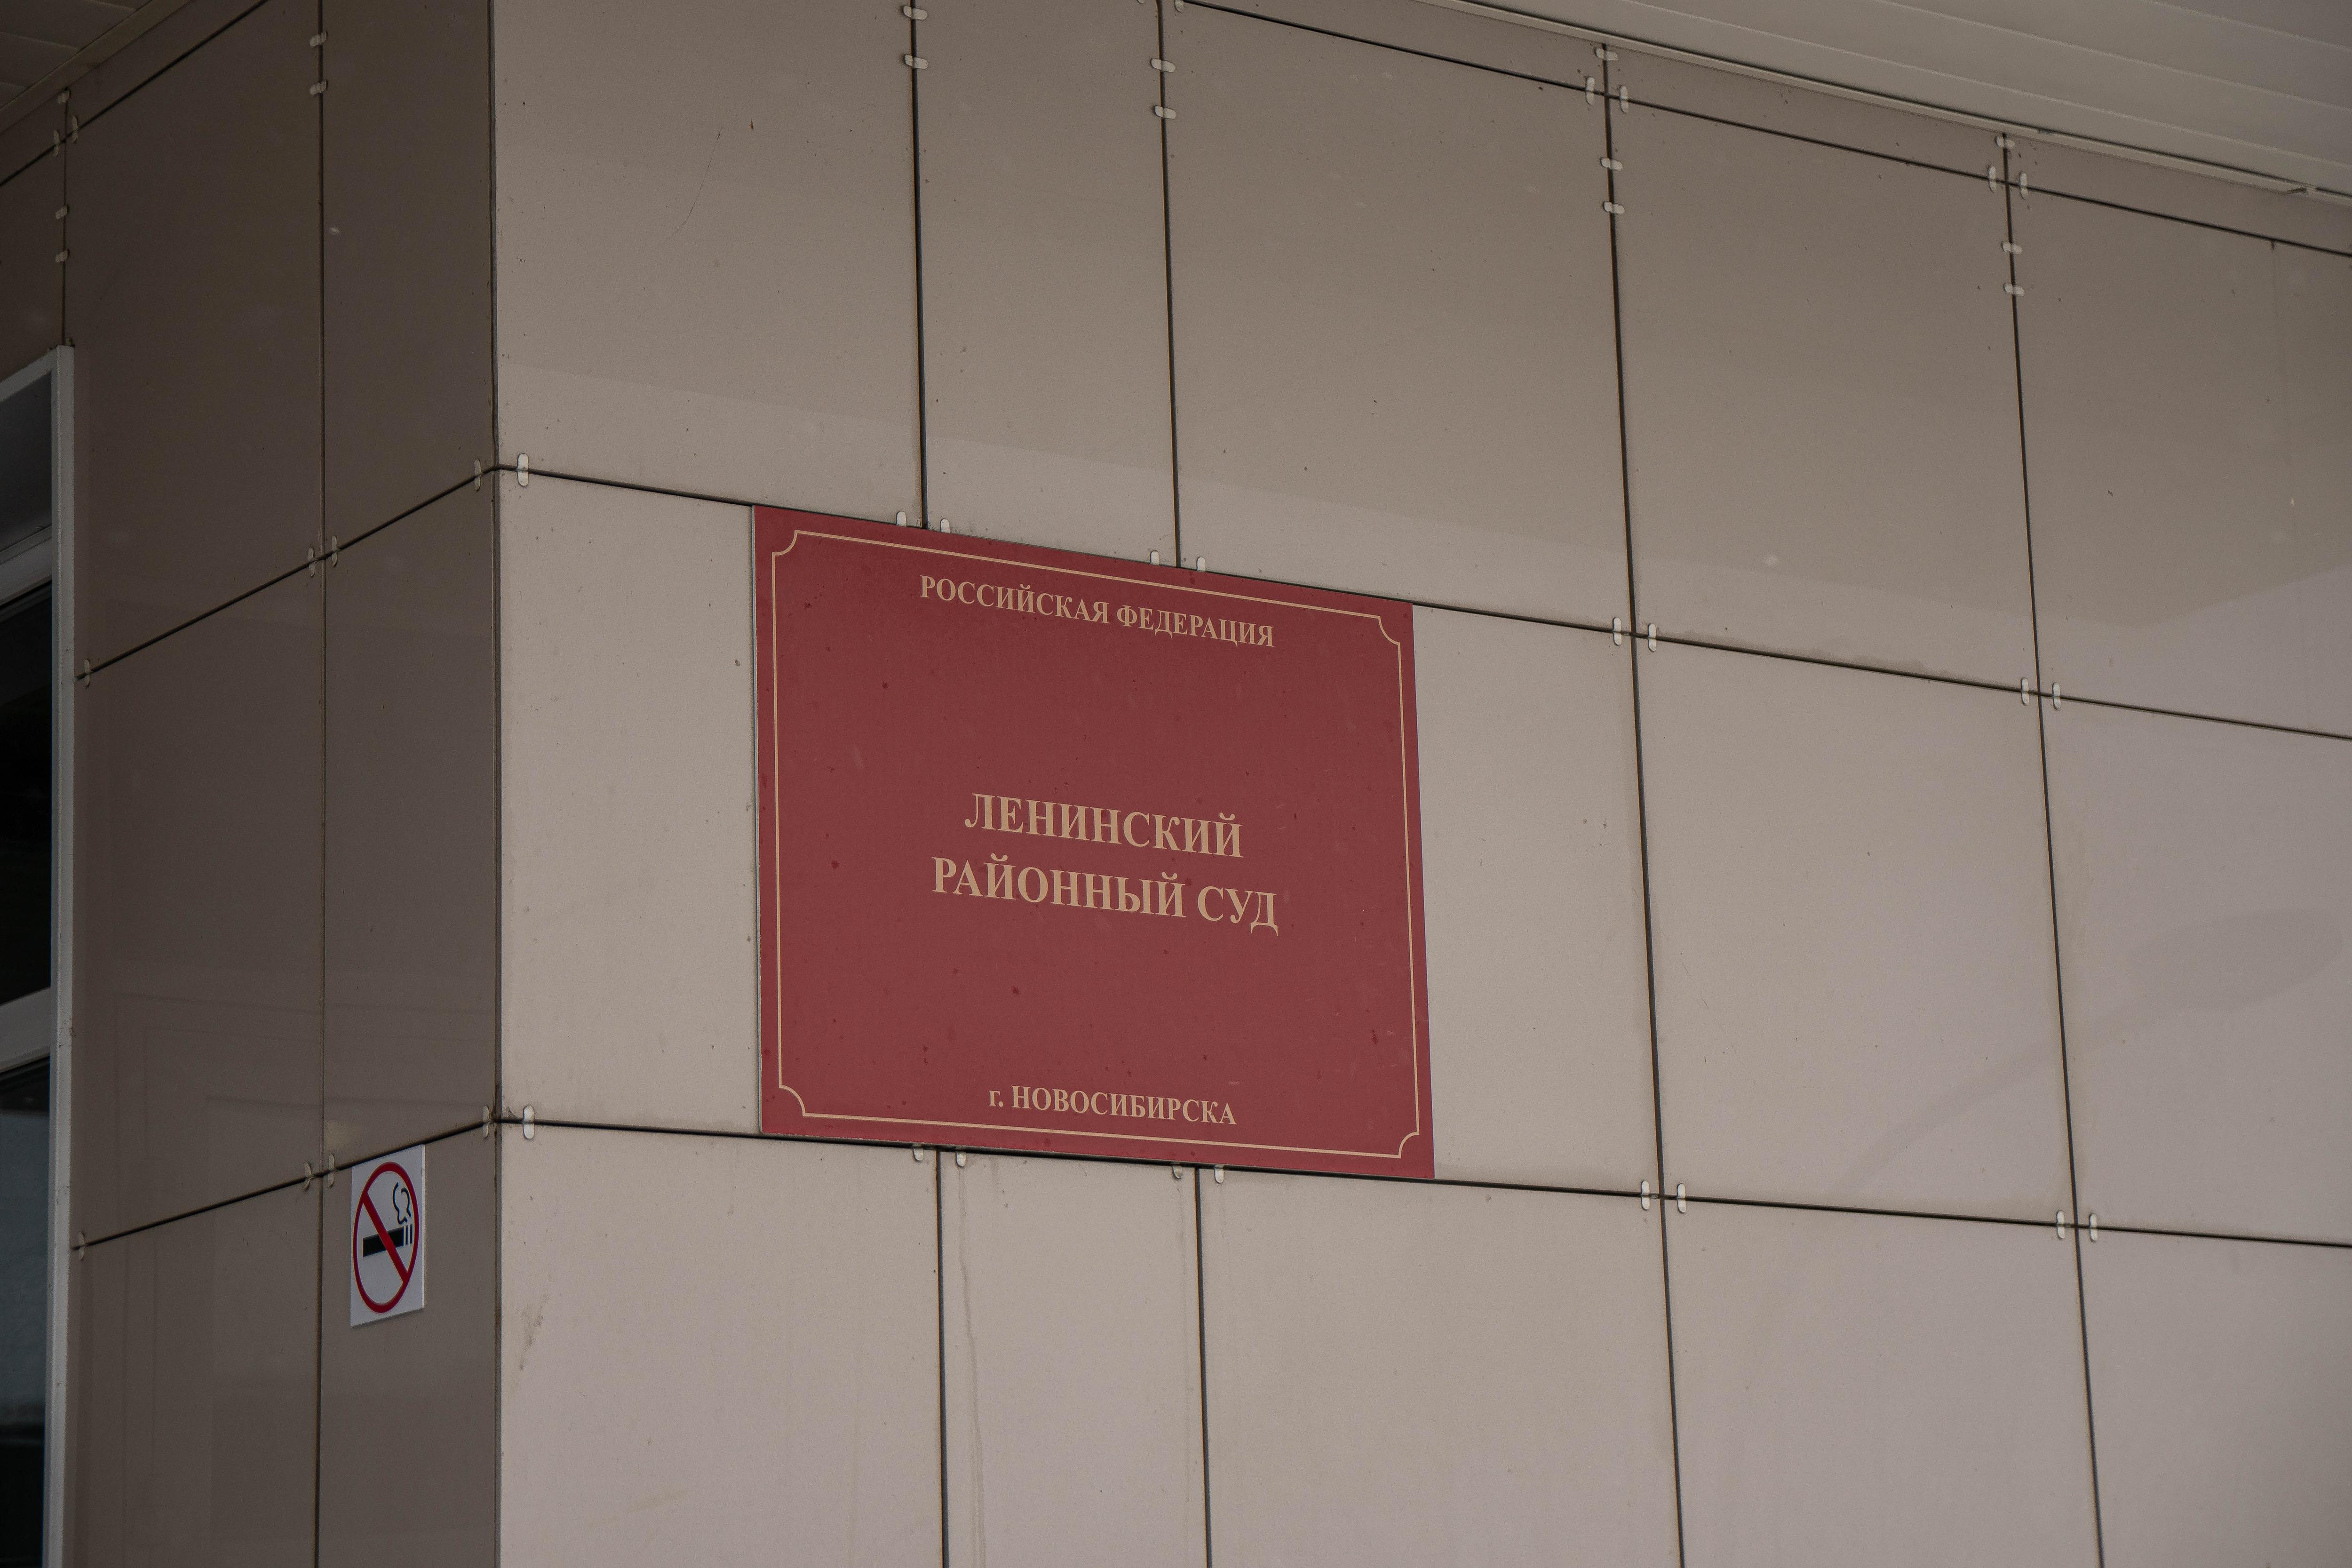 РОССИЙСКАЯ ФЕДЕРАЦИЯ
ЛЕНИНСКИЙ
РАЙОННЫЙ СУД
г. НОВОСИБИРСКА